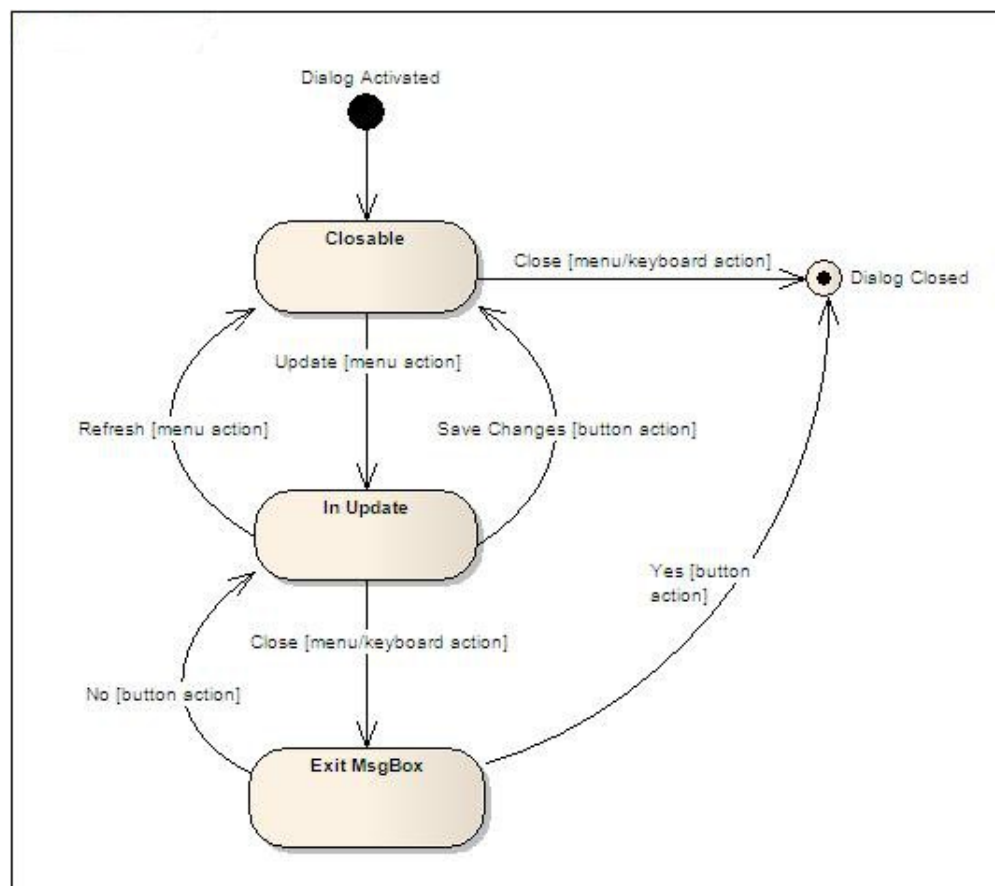 Dialog Activated
Closable
Close [menu/keyboard action]
Dialog Closed
Update [menu action]
Refresh [menu action]
Save Changes [button action]
In Update
Yes [button
action]
Close [menu/keyboard action]
No [button action]
Exit MsgBox